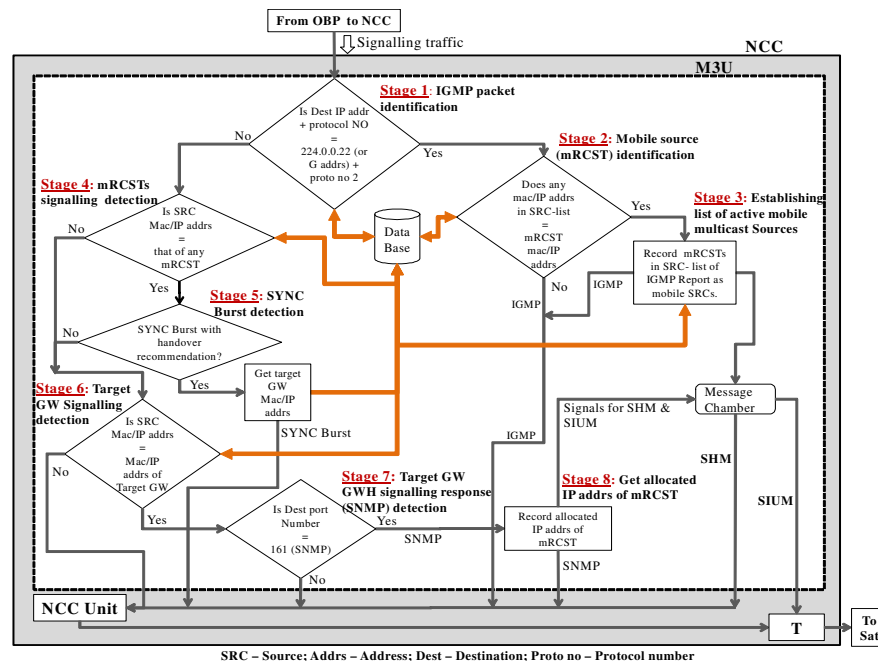 From OBP to NCC
Signalling traffic
NCC
M3U
Stage 1: IGMP packet
identification
Is Dest IP addr
+ protocol NO
=
224.0.0.22 (or
G addrs) +
proto no 2
No
Yes
Stage 2: Mobile source
(mRCST) identification
Does any
mac/IP addrs
in SRC-list
=
mRCST
mac/IP
addrs
Yes
No
IGMP
Stage 3: Establishing
list of active mobile
multicast Sources
Record mRCSTs
in SRC- list of
IGMP Report as
mobile SRCs.
IGMP
Data
Base
Stage 4: mRCSTs
signalling detection
Is SRC
Mac/IP addrs
=
that of any
mRCST
No
Yes
Stage 5: SYNC
Burst detection
SYNC Burst with
handover
recommendation?
No
Yes
Get target
GW
Mac/IP
addrs
SYNC Burst
Stage 6: Target
GW Signalling
detection
Is SRC
Mac/IP addrs
=
Mac/IP
addrs of
Target GW
No
Yes
Stage 7: Target GW
GWH signalling response
(SNMP) detection
Is Dest port
Number
=
161 (SNMP)
Yes
SNMP
No
IGMP
Stage 8: Get allocated
IP addrs of mRCST
Record allocated
IP addrs of
mRCST
SNMP
Signals for SHM &
SIUM
Message
Chamber
SHM
SIUM
NCC Unit
T
To
Sat
SRC – Source; Addrs – Address; Dest – Destination; Proto no – Protocol number